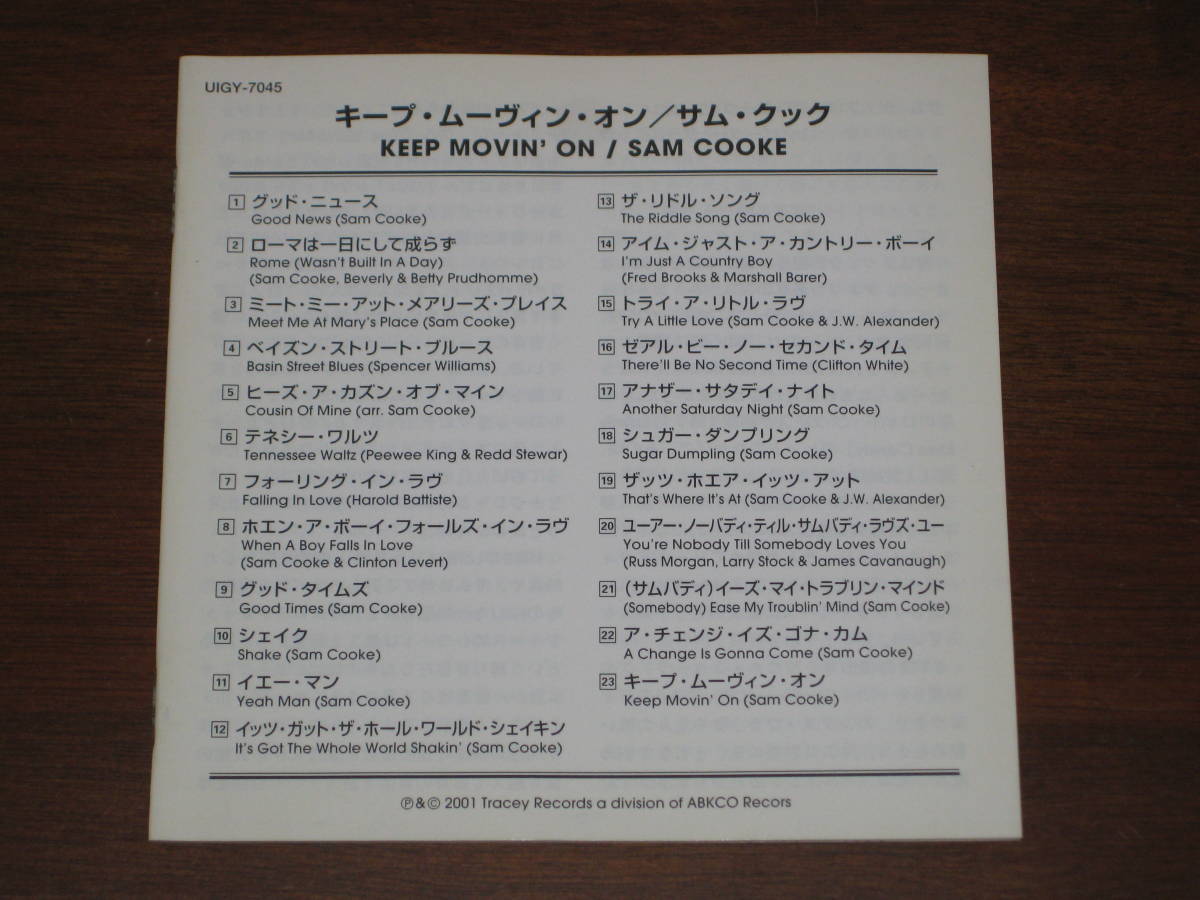 UIGY-7045
キープ・ムーヴィン・オン／サム・クック
KEEP MOVIN' ON / SAM COOKE
1 グッド・ニュース
Good News (Sam Cooke)
2 ローマは一日にして成らず
Rome (Wasn't Built In A Day)
(Sam Cooke, Beverly & Betty Prudhomme)
3 ミート・ミー・アット・メアリーズ・プレイス
Meet Me At Mary's Place (Sam Cooke)
4 ベイズン・ストリート・ブルース
Basin Street Blues (Spencer Williams)
5 ヒーズ・ア・カズン・オブ・マイン
Cousin Of Mine (arr. Sam Cooke)
6 テネシー・ワルツ
Tennessee Waltz (Peewee King & Redd Stewar)
7 フォーリング・イン・ラヴ
Falling In Love (Harold Battiste)
8 ホエン・ア・ボーイ・フォールズ・イン・ラヴ
When A Boy Falls In Love
(Sam Cooke & Clinton Levert)
9 グッド・タイムズ
Good Times (Sam Cooke)
10 シェイク
Shake (Sam Cooke)
11 イエー・マン
Yeah Man (Sam Cooke)
12 イッツ・ガット・ザ・ホール・ワールド・シェイキン
It's Got The Whole World Shakin' (Sam Cooke)
13 ザ・リドル・ソング
The Riddle Song (Sam Cooke)
14 アイム・ジャスト・ア・カントリー・ボーイ
I'm Just A Country Boy
(Fred Brooks & Marshall Barer)
15 トライ・ア・リトル・ラヴ
Try A Little Love (Sam Cooke & J.W. Alexander)
16 ゼアル・ビー・ノー・セカンド・タイム
There'll Be No Second Time (Clifton White)
17 アナザー・サタデイ・ナイト
Another Saturday Night (Sam Cooke)
18 シュガー・ダンプリング
Sugar Dumpling (Sam Cooke)
19 ザッツ・ホエア・イッツ・アット
That's Where It's At (Sam Cooke & J.W. Alexander)
20 ユーアー・ノーバディ・ティル・サムバディ・ラヴズ・ユー
You're Nobody Till Somebody Loves You
(Russ Morgan, Larry Stock & James Cavanaugh)
21 （サムバディ）イーズ・マイ・トラブリン・マインド
(Somebody) Ease My Troublin' Mind (Sam Cooke)
22 ア・チェンジ・イズ・ゴナ・カム
A Change Is Gonna Come (Sam Cooke)
23 キープ・ムーヴィン・オン
Keep Movin' On (Sam Cooke)
℗&© 2001 Tracey Records a division of ABKCO Recors